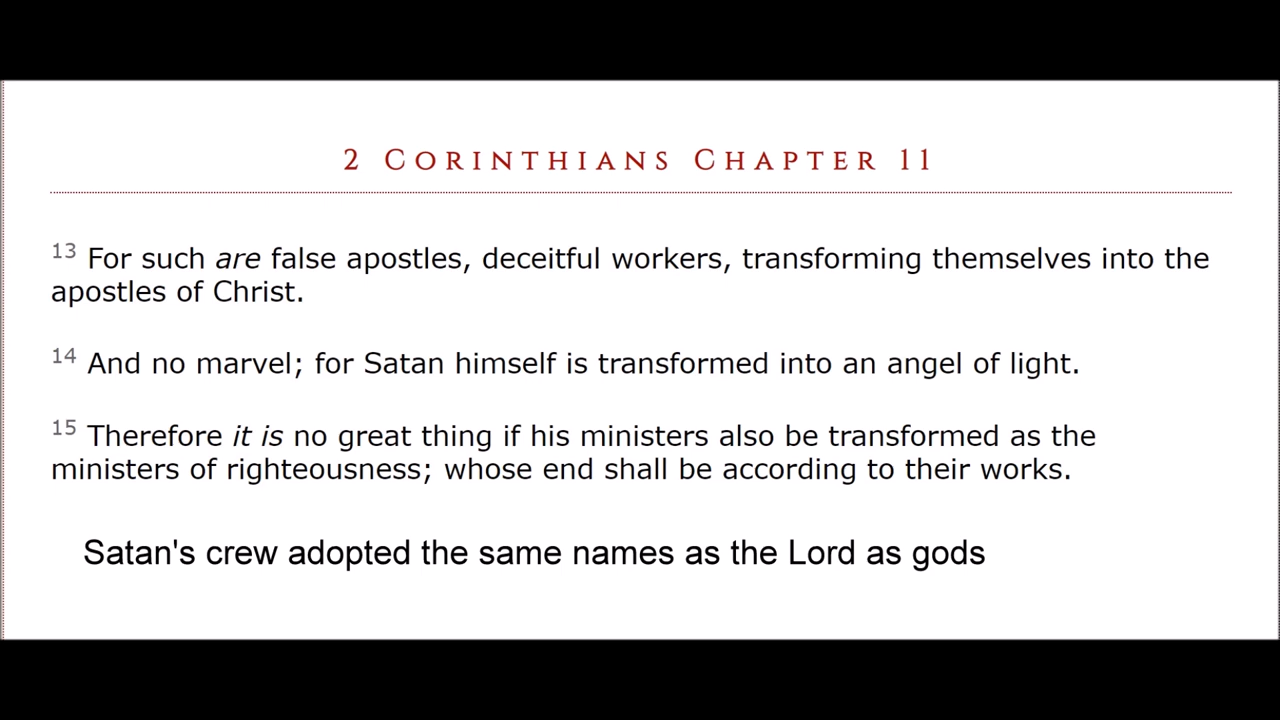 2 Corinthians Chapter 11
13 For such are false apostles, deceitful workers, transforming themselves into the
apostles of Christ.
14 And no marvel; for Satan himself is transformed into an angel of light.
15 Therefore it is no great thing if his ministers also be transformed as the
ministers of righteousness; whose end shall be according to their works.
Satan's crew adopted the same names as the Lord as gods